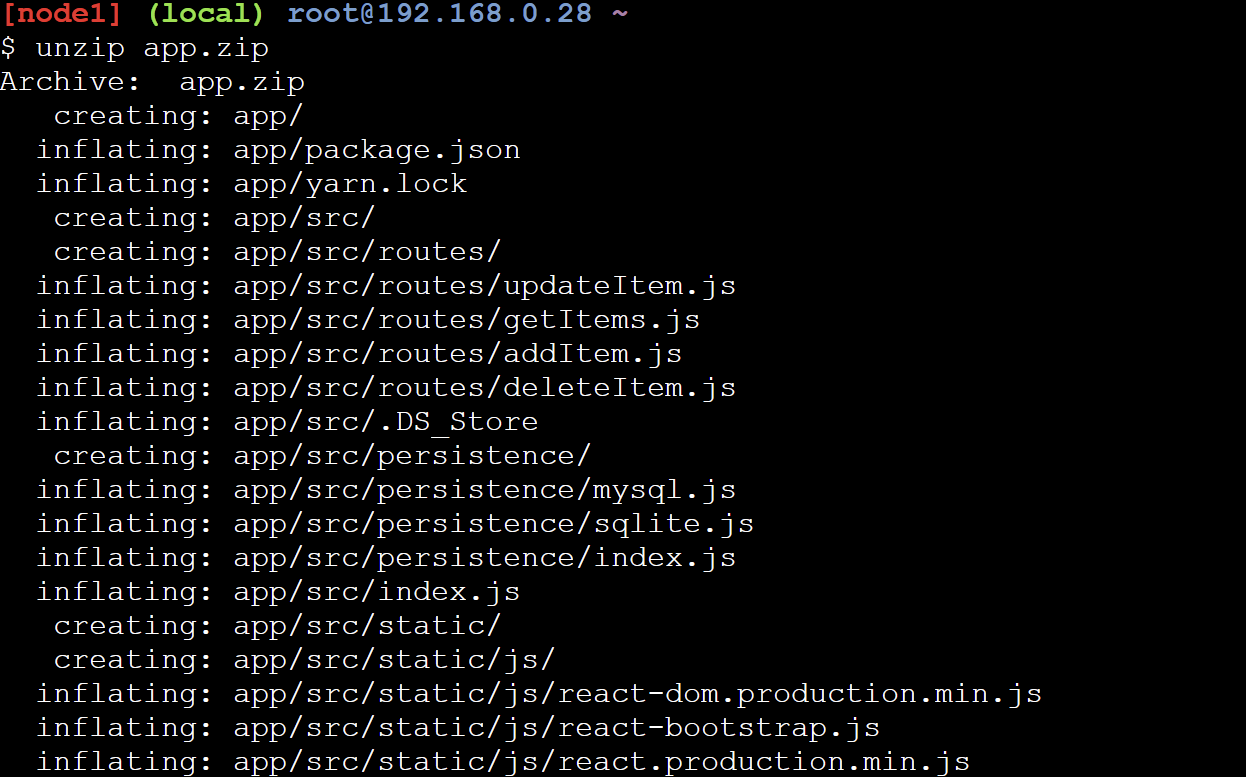 [node1] (local) root@192.168.0.28 ~
$ unzip app.zip
Archive:  app.zip
   creating: app/
  inflating: app/package.json
  inflating: app/yarn.lock
   creating: app/src/
   creating: app/src/routes/
  inflating: app/src/routes/updateItem.js
  inflating: app/src/routes/getItems.js
  inflating: app/src/routes/addItem.js
  inflating: app/src/routes/deleteItem.js
  inflating: app/src/.DS_Store
   creating: app/src/persistence/
  inflating: app/src/persistence/mysql.js
  inflating: app/src/persistence/sqlite.js
  inflating: app/src/persistence/index.js
  inflating: app/src/index.js
   creating: app/src/static/
   creating: app/src/static/js/
  inflating: app/src/static/js/react-dom.production.min.js
  inflating: app/src/static/js/react-bootstrap.js
  inflating: app/src/static/js/react.production.min.js